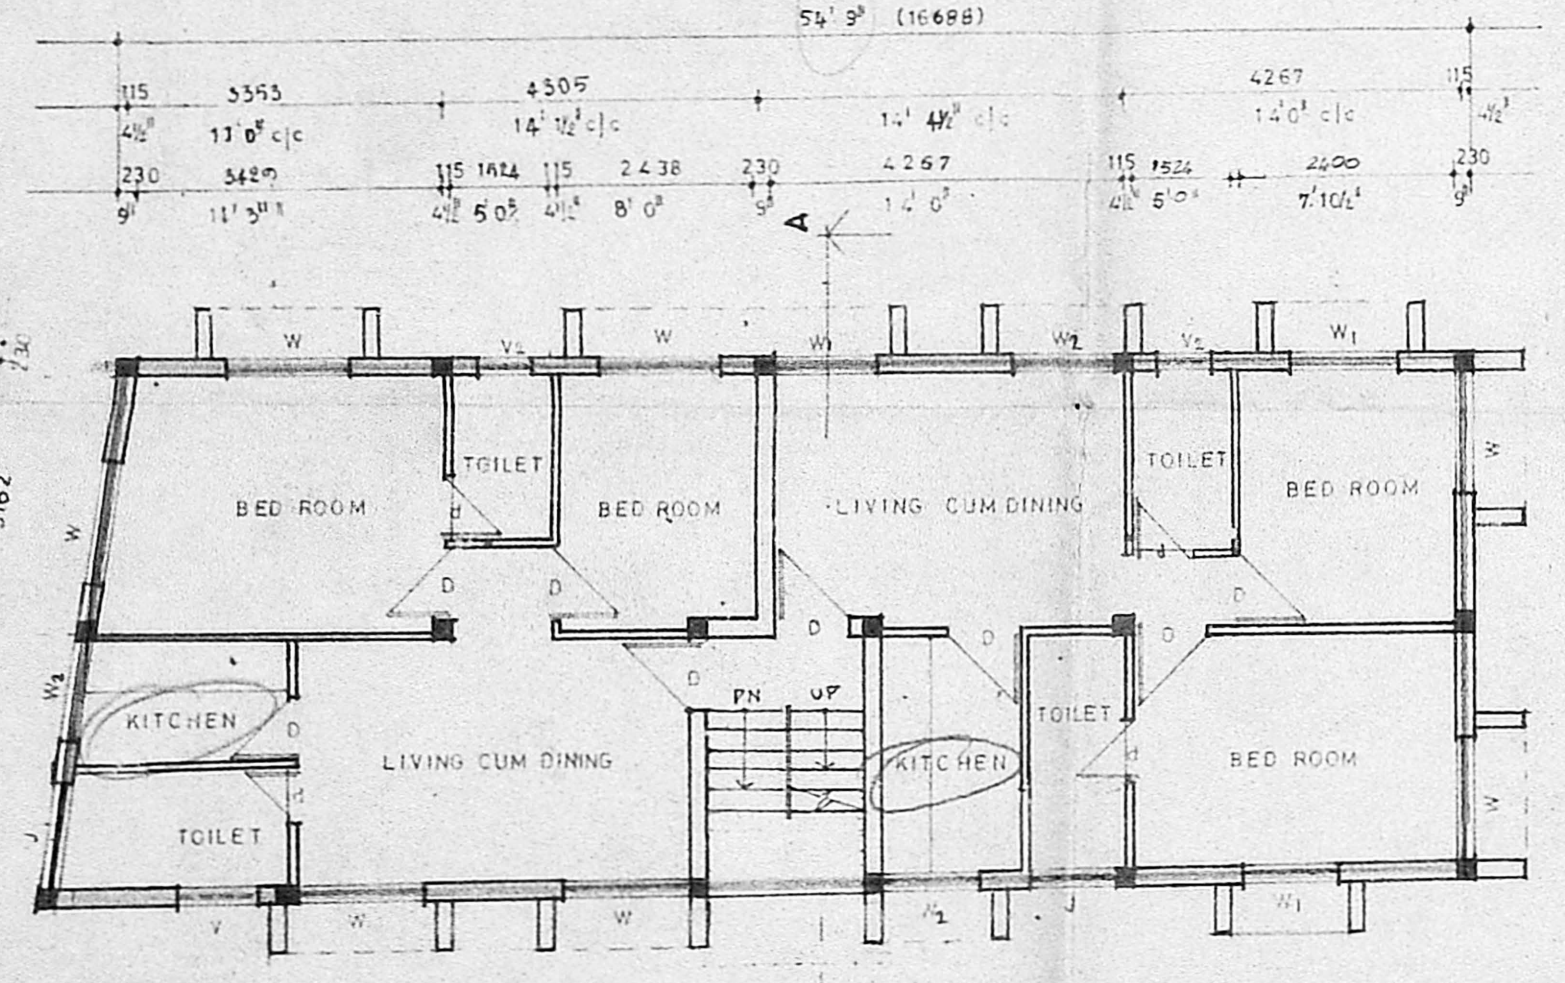 54' 9" (16688)
115 3353 4305 4267 115
4½" 11' 0" c/c 14' 1½" c/c 14' 4½" c/c 14' 0" c/c 4½"
230 3429 115 1524 115 2438 230 4267 115 1524 2400 230
9" 11' 3" 4½" 5' 0" 4½" 8' 0" 9" 14' 0" 4½" 5' 0" 7' 10½" 9"
A
230
W V2 W W1 W2 V2 W1
W
TOILET TOILET
BED ROOM BED ROOM LIVING CUM DINING BED ROOM
W d d
D D D
D D D
W2 D
DN UP
KITCHEN TOILET
D
LIVING CUM DINING KITCHEN BED ROOM
d d W
TOILET
J
V W W W2 J W1